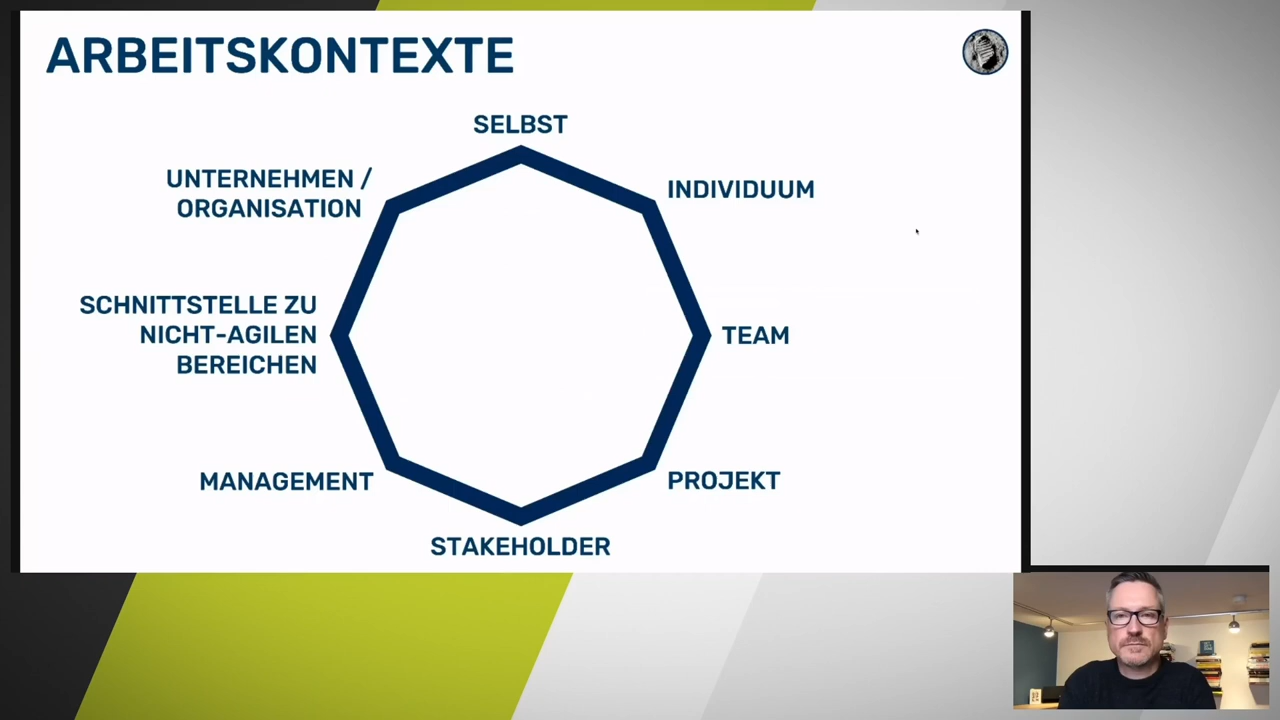 ARBEITSKONTEXTE
SELBST
INDIVIDUUM
TEAM
PROJEKT
STAKEHOLDER
MANAGEMENT
SCHNITTSTELLE ZU
NICHT-AGILEN
BEREICHEN
UNTERNEHMEN /
ORGANISATION